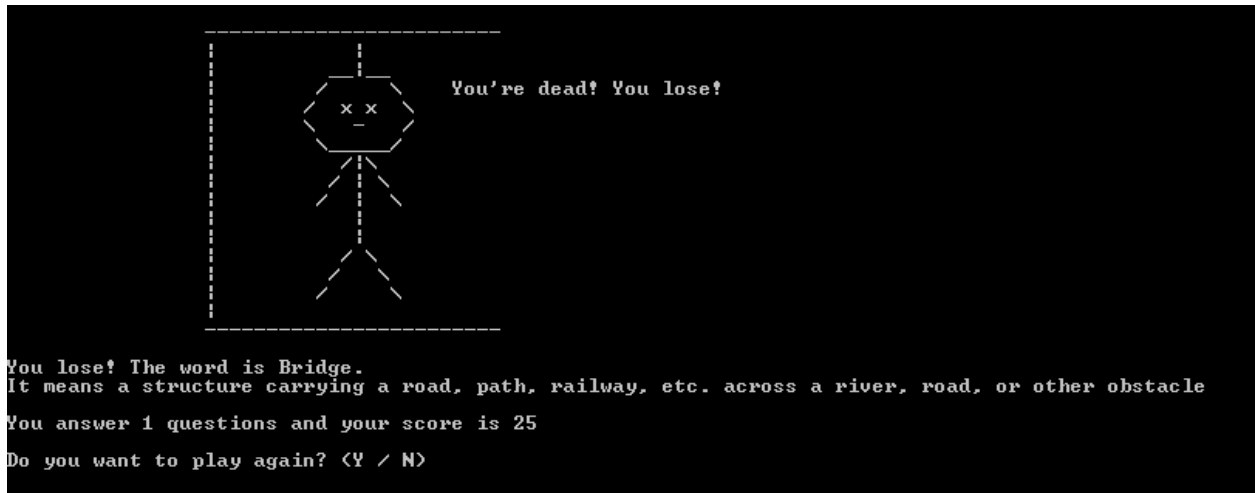 You're dead! You lose!
You lose! The word is Bridge.
It means a structure carrying a road, path, railway, etc. across a river, road, or other obstacle
You answer 1 questions and your score is 25
Do you want to play again? (Y / N)